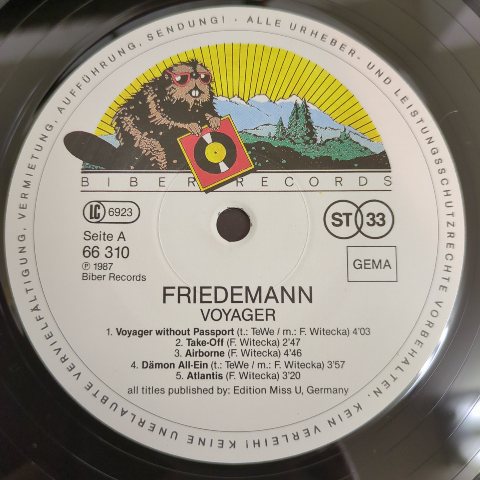 KEINE UNERLAUBTE VERVIELFÄLTIGUNG, VERMIETUNG, AUFFÜHRUNG, SENDUNG! · ALLE URHEBER- UND LEISTUNGSSCHUTZRECHTE VORBEHALTEN. KEIN VERLEIH!
BIBER RECORDS
LC 6923
ST 33
Seite A
66 310
℗ 1987
Biber Records
GEMA
FRIEDEMANN
VOYAGER
1. Voyager without Passport (t.: TeWe / m.: F. Witecka) 4'03
2. Take-Off (F. Witecka) 2'47
3. Airborne (F. Witecka) 4'46
4. Dämon All-Ein (t.: TeWe / m.: F. Witecka) 3'57
5. Atlantis (F. Witecka) 3'20
all titles published by: Edition Miss U, Germany